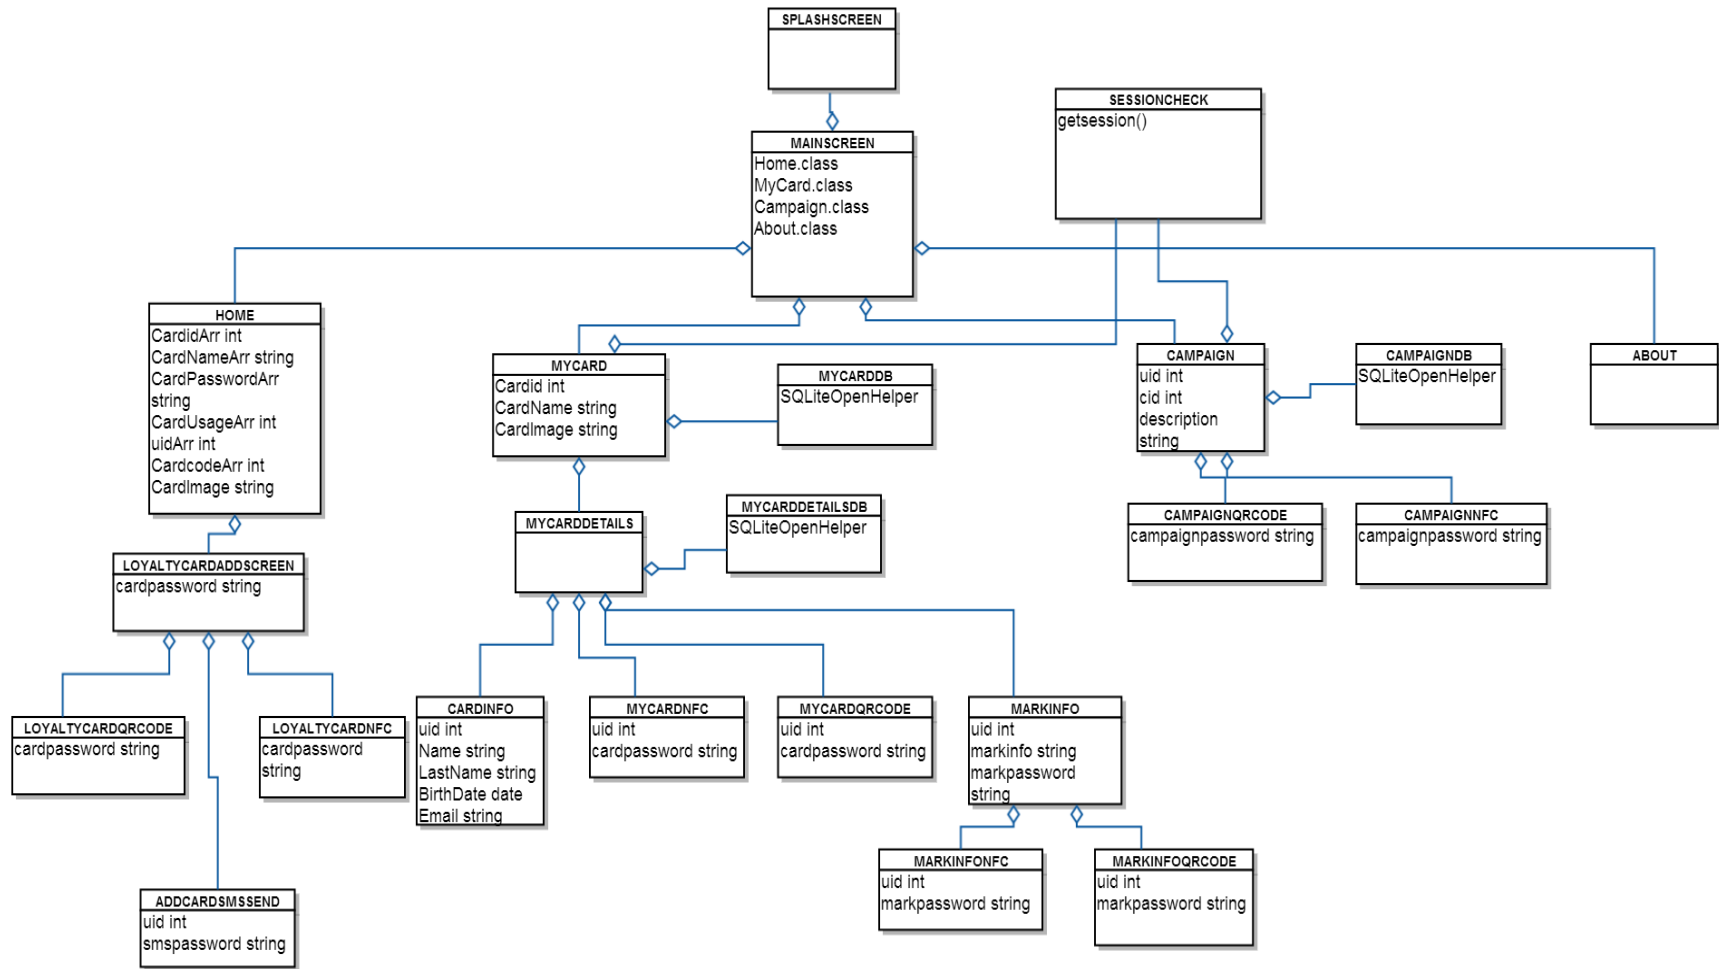 SPLASHSCREEN
SESSIONCHECK
getsession()
MAINSCREEN
Home.class
MyCard.class
Campaign.class
About.class
HOME
CardidArr int
CardNameArr string
CardPasswordArr
string
CardUsageArr int
uidArr int
CardcodeArr int
CardImage string
MYCARD
Cardid int
CardName string
CardImage string
MYCARDDB
SQLiteOpenHelper
CAMPAIGN
uid int
cid int
description
string
CAMPAIGNDB
SQLiteOpenHelper
ABOUT
MYCARDDETAILS
MYCARDDETAILSDB
SQLiteOpenHelper
CAMPAIGNQRCODE
campaignpassword string
CAMPAIGNNFC
campaignpassword string
LOYALTYCARDADDSCREEN
cardpassword string
LOYALTYCARDQRCODE
cardpassword string
LOYALTYCARDNFC
cardpassword
string
CARDINFO
uid int
Name string
LastName string
BirthDate date
Email string
MYCARDNFC
uid int
cardpassword string
MYCARDQRCODE
uid int
cardpassword string
MARKINFO
uid int
markinfo string
markpassword
string
MARKINFONFC
uid int
markpassword string
MARKINFOQRCODE
uid int
markpassword string
ADDCARDSMSSEND
uid int
smspassword string